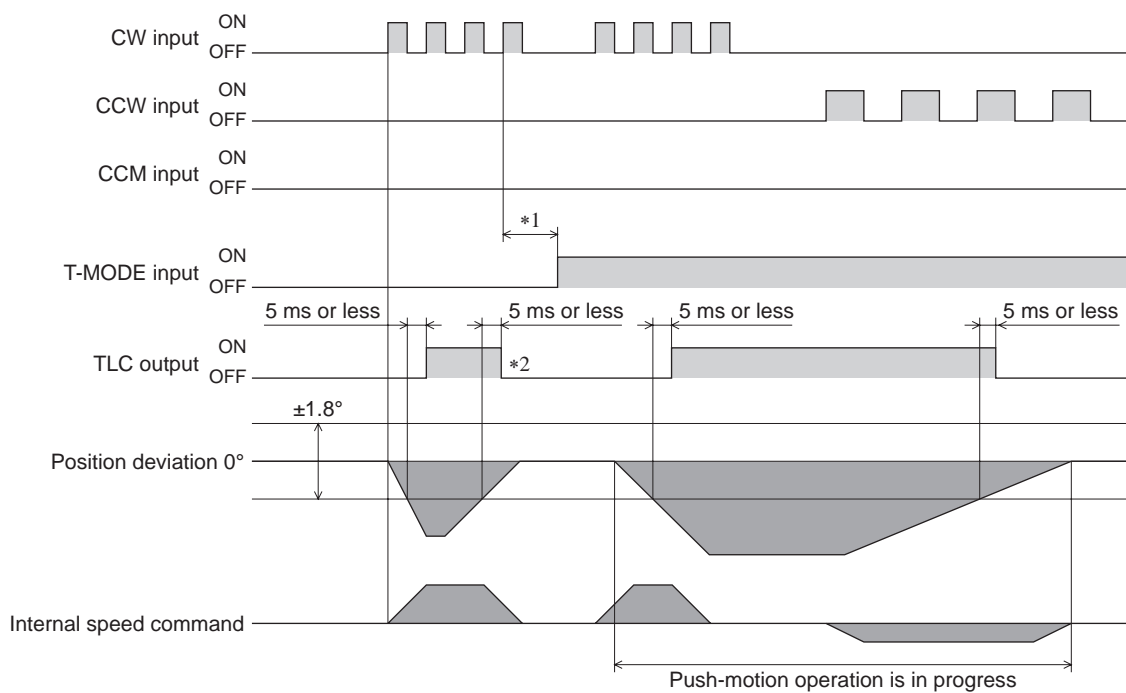 CW input
ON
OFF
CCW input
ON
OFF
CCM input
ON
OFF
*1
T-MODE input
ON
OFF
5 ms or less
5 ms or less
5 ms or less
5 ms or less
TLC output
ON
OFF
*2
±1.8°
Position deviation 0°
Internal speed command
Push-motion operation is in progress